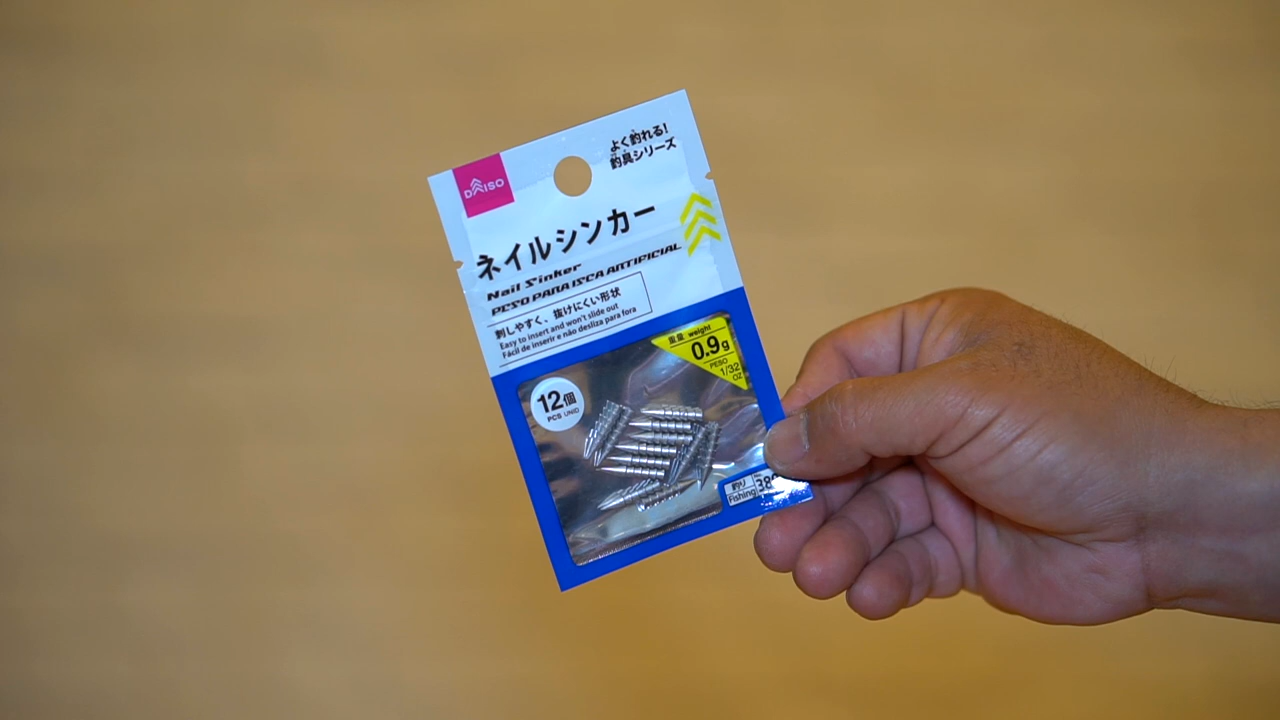 よく釣れる!
釣具シリーズ
DAISO
ネイルシンカー
Nail Sinker
PESO PARA ISCA ARTIFICIAL
刺しやすく、抜けにくい形状
Easy to insert and won't slide out
Fácil de inserir e não desliza para fora
重量 weight
0.9g
PESO
1/32
OZ
12個
PCS UNID
釣り
Fishing
38